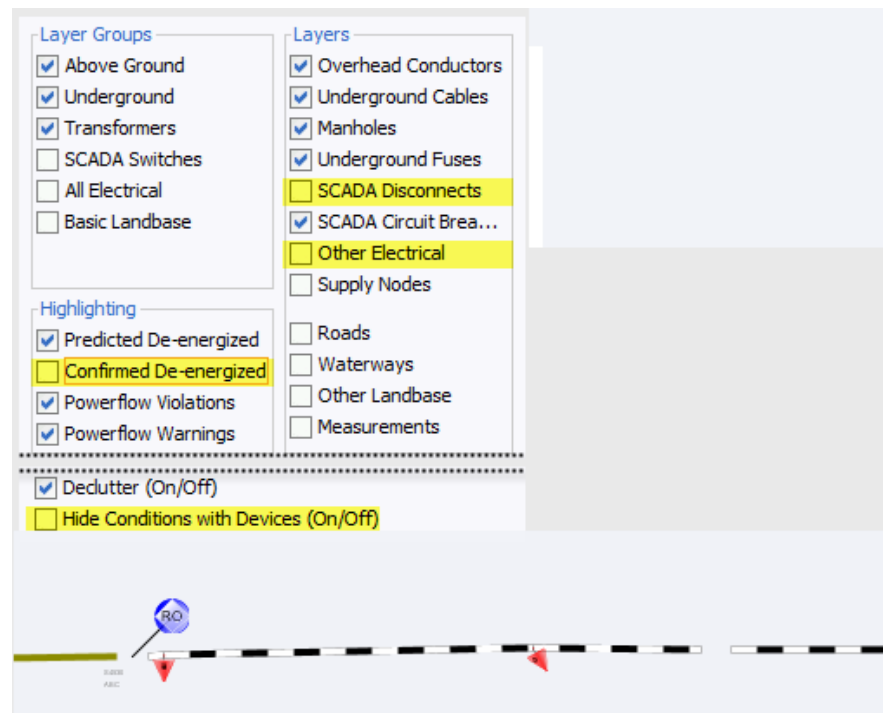 Layer Groups
Above Ground
Underground
Transformers
SCADA Switches
All Electrical
Basic Landbase
Layers
Overhead Conductors
Underground Cables
Manholes
Underground Fuses
SCADA Disconnects
SCADA Circuit Brea...
Other Electrical
Supply Nodes
Roads
Waterways
Other Landbase
Measurements
Highlighting
Predicted De-energized
Confirmed De-energized
Powerflow Violations
Powerflow Warnings
Declutter (On/Off)
Hide Conditions with Devices (On/Off)
RO
ABC